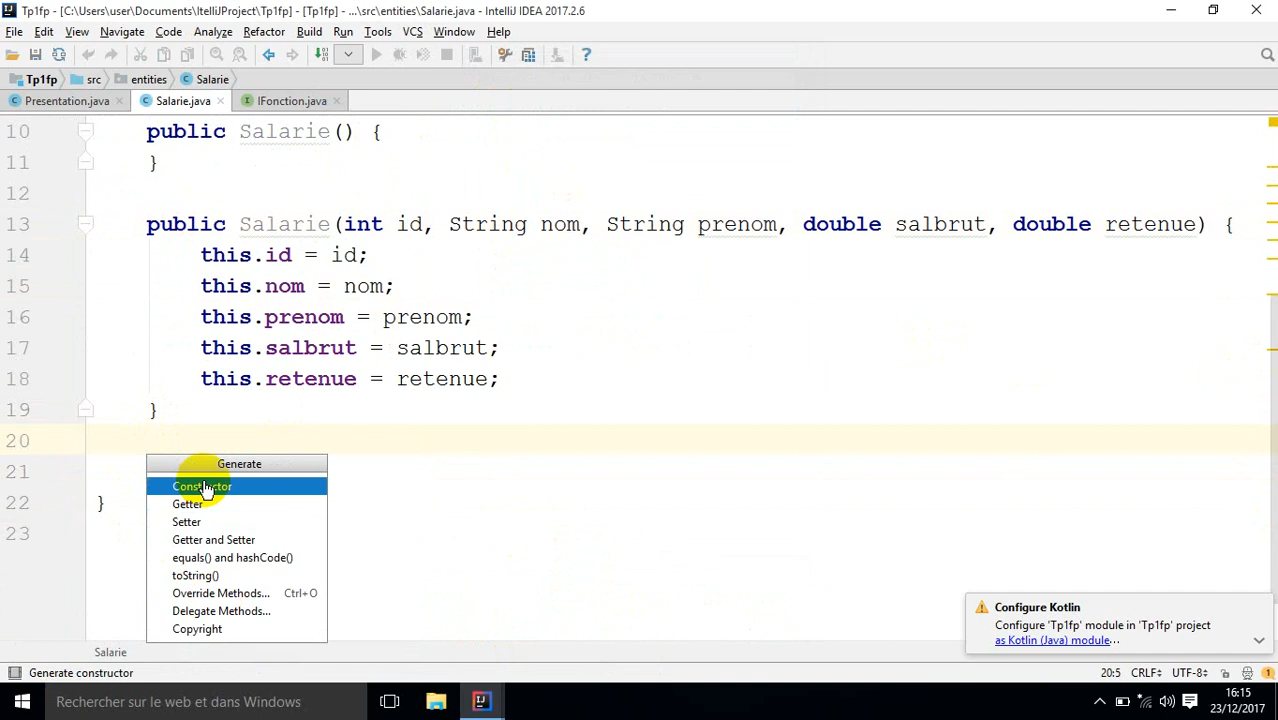 Tp1fp - [C:\Users\user\Documents\ItelliJProject\Tp1fp] - [Tp1fp] - ...\src\entities\Salarie.java - IntelliJ IDEA 2017.2.6
File Edit View Navigate Code Analyze Refactor Build Run Tools VCS Window Help
Tp1fp src entities Salarie
Presentation.java Salarie.java IFonction.java
10 public Salarie() {
11 }
12
13 public Salarie(int id, String nom, String prenom, double salbrut, double retenue) {
14 this.id = id;
15 this.nom = nom;
16 this.prenom = prenom;
17 this.salbrut = salbrut;
18 this.retenue = retenue;
19 }
20
21
22 }
23
Generate
Constructor
Getter
Setter
Getter and Setter
equals() and hashCode()
toString()
Override Methods... Ctrl+O
Delegate Methods...
Copyright
Configure Kotlin
Configure 'Tp1fp' module in 'Tp1fp' project
as Kotlin (Java) module...
Salarie
Generate constructor 20:5 CRLF UTF-8 1
Rechercher sur le web et dans Windows
16:15
23/12/2017